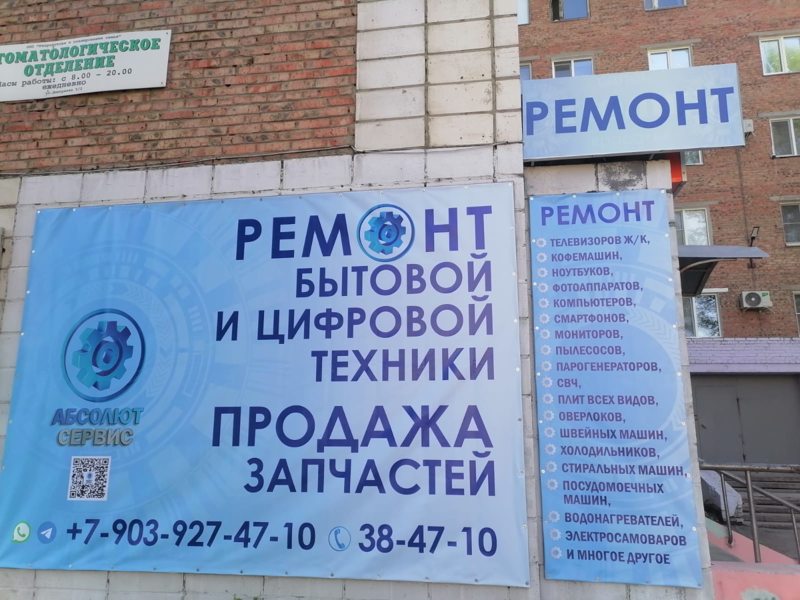 ТОМАТОЛОГИЧЕСКОЕ
ОТДЕЛЕНИЕ
Часы работы: с 8.00 – 20.00
ежедневно
РЕМОНТ
РЕМОНТ
БЫТОВОЙ
И ЦИФРОВОЙ
ТЕХНИКИ
ПРОДАЖА
ЗАПЧАСТЕЙ
АБСОЛЮТ
СЕРВИС
+7-903-927-47-10
38-47-10
РЕМОНТ
ТЕЛЕВИЗОРОВ Ж/К,
КОФЕМАШИН,
НОУТБУКОВ,
ФОТОАППАРАТОВ,
КОМПЬЮТЕРОВ,
СМАРТФОНОВ,
МОНИТОРОВ,
ПЫЛЕСОСОВ,
ПАРОГЕНЕРАТОРОВ,
СВЧ,
ПЛИТ ВСЕХ ВИДОВ,
ОВЕРЛОКОВ,
ШВЕЙНЫХ МАШИН,
ХОЛОДИЛЬНИКОВ,
СТИРАЛЬНЫХ МАШИН,
ПОСУДОМОЕЧНЫХ
МАШИН,
ВОДОНАГРЕВАТЕЛЕЙ,
ЭЛЕКТРОСАМОВАРОВ
И МНОГОЕ ДРУГОЕ